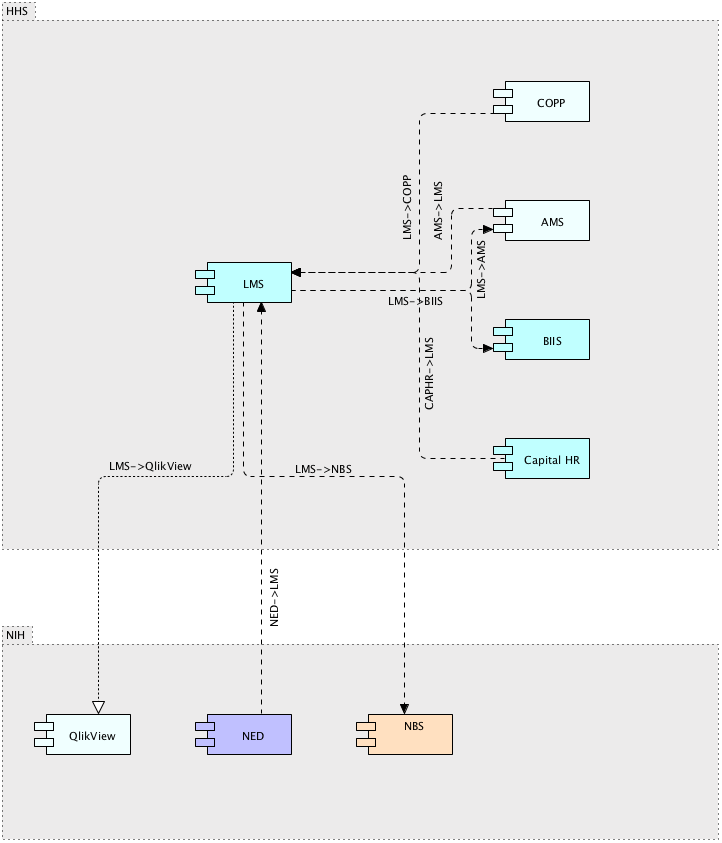 HHS
COPP
LMS->COPP
AMS->LMS
AMS
LMS->AMS
LMS
LMS->BIIS
BIIS
CAPHR->LMS
Capital HR
LMS->QlikView
LMS->NBS
NED->LMS
NIH
QlikView
NED
NBS